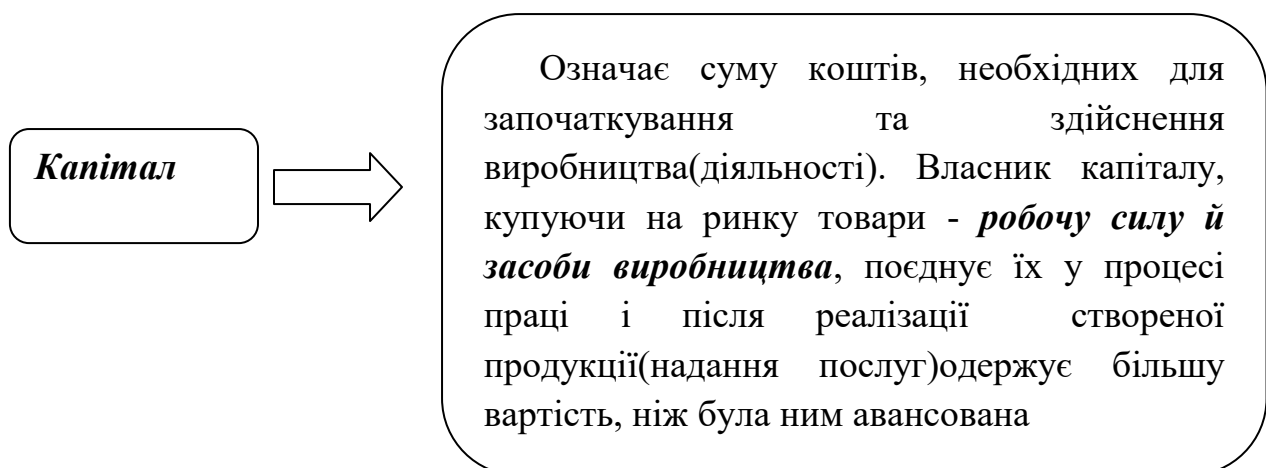 Капітал
Означає суму коштів, необхідних для
започаткування та здійснення
виробництва(діяльності). Власник капіталу,
купуючи на ринку товари - робочу силу й
засоби виробництва, поєднує їх у процесі
праці і після реалізації створеної
продукції(надання послуг)одержує більшу
вартість, ніж була ним авансована